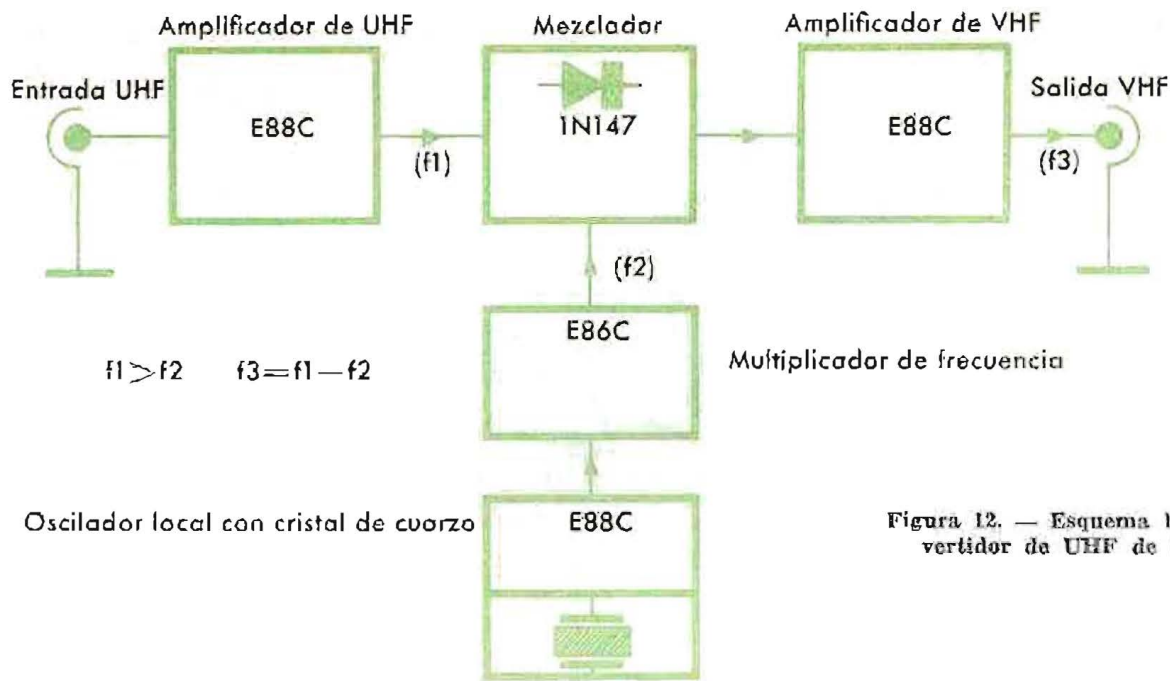 Amplificador de UHF
Mezclador
Amplificador de VHF
Entrada UHF
Salida VHF
E88C
1N147
E88C
(f1)
(f3)
(f2)
E86C
f1>f2 f3=f1−f2
Multiplicador de frecuencia
Oscilador local con cristal de cuarzo
E88C
Figura 12. — Esquema
vertidor de UHF de